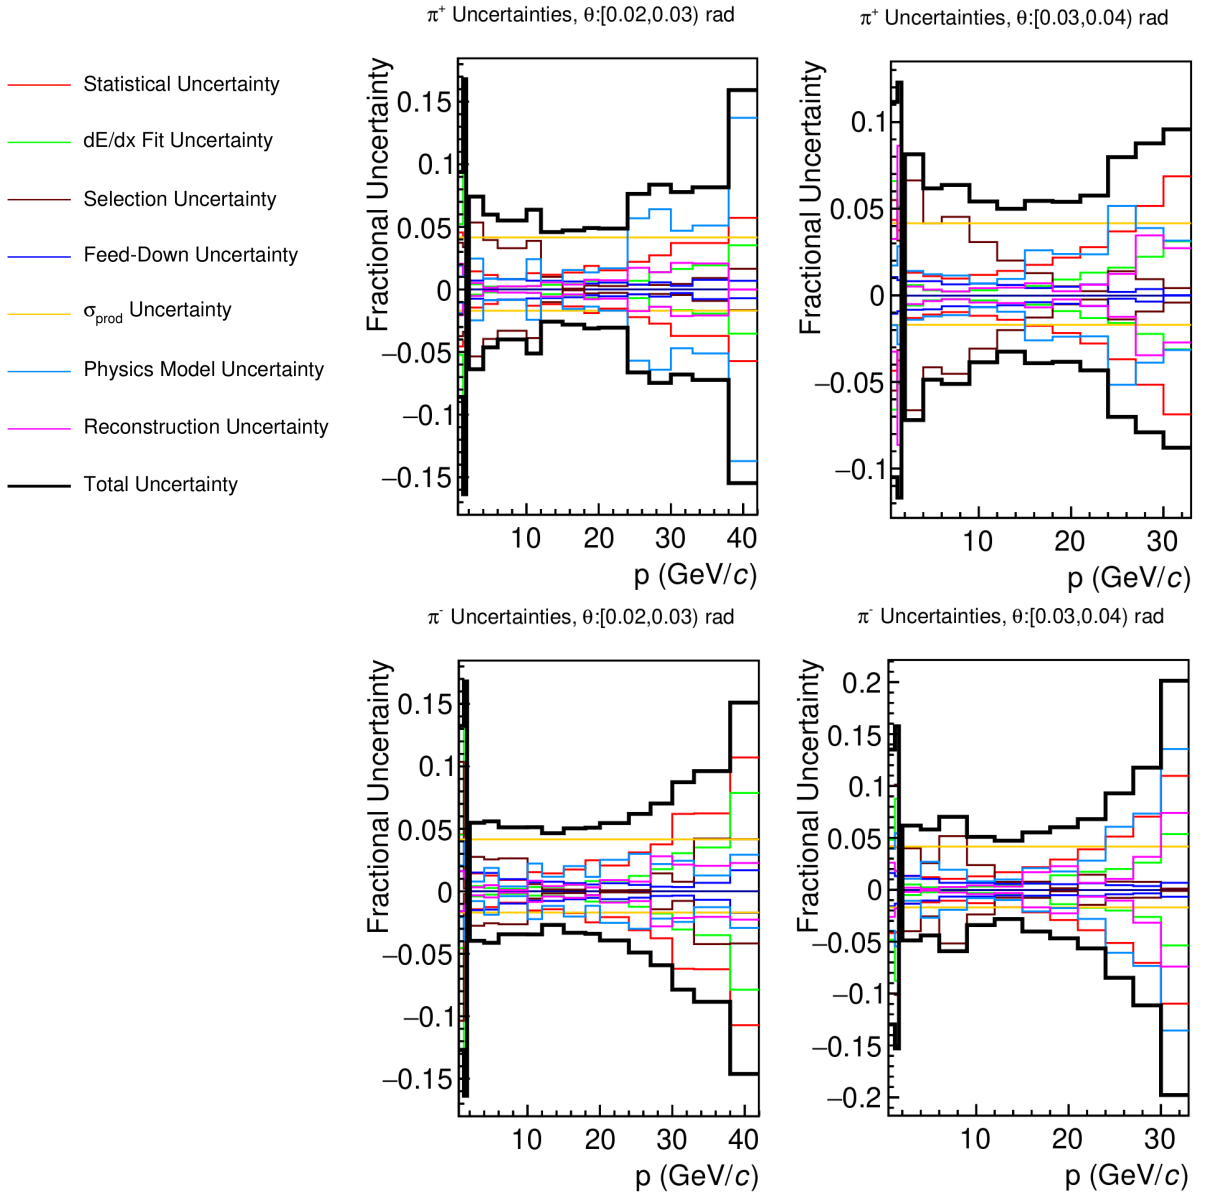 π+ Uncertainties, θ:[0.02,0.03) rad
π+ Uncertainties, θ:[0.03,0.04) rad
Statistical Uncertainty
dE/dx Fit Uncertainty
Selection Uncertainty
Feed-Down Uncertainty
σprod Uncertainty
Physics Model Uncertainty
Reconstruction Uncertainty
Total Uncertainty
Fractional Uncertainty
0.15
0.1
0.05
0
−0.05
−0.1
−0.15
10 20 30 40
p (GeV/c)
Fractional Uncertainty
0.1
0.05
0
−0.05
−0.1
10 20 30
p (GeV/c)
π- Uncertainties, θ:[0.02,0.03) rad
π- Uncertainties, θ:[0.03,0.04) rad
Fractional Uncertainty
0.15
0.1
0.05
0
−0.05
−0.1
−0.15
10 20 30 40
p (GeV/c)
Fractional Uncertainty
0.2
0.15
0.1
0.05
0
−0.05
−0.1
−0.15
−0.2
10 20 30
p (GeV/c)